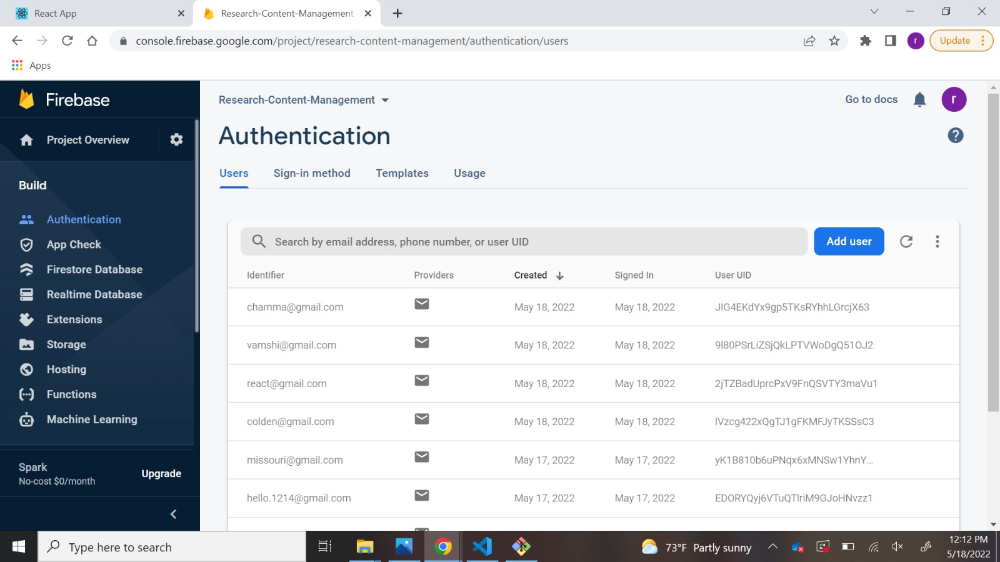 React App
Research-Content-Management
console.firebase.google.com/project/research-content-management/authentication/users
r
Update
Apps
Firebase
Research-Content-Management
Go to docs
r
Project Overview
Authentication
Users Sign-in method Templates Usage
Build
Authentication
App Check
Firestore Database
Realtime Database
Extensions
Storage
Hosting
Functions
Machine Learning
Spark
No-cost $0/month
Upgrade
Search by email address, phone number, or user UID
Add user
Identifier Providers Created Signed In User UID
chamma@gmail.com May 18, 2022 May 18, 2022 JIG4EKdYx9gp5TKsRYhhLGrcjX63
vamshi@gmail.com May 18, 2022 May 18, 2022 9l80PSrLiZSjQkLPTVWoDgQ51OJ2
react@gmail.com May 18, 2022 May 18, 2022 2jTZBadUprcPxV9FnQSVTY3maVu1
colden@gmail.com May 18, 2022 May 18, 2022 lVzcg422xQgTJ1gFKMFJyTKSSsC3
missouri@gmail.com May 17, 2022 May 17, 2022 yK1B810b6uPNqx6xMNSw1YhnY...
hello.1214@gmail.com May 17, 2022 May 17, 2022 EDORYQyj6VTuQTlriM9GJoHNvzz1
Type here to search
73°F Partly sunny
12:12 PM
5/18/2022